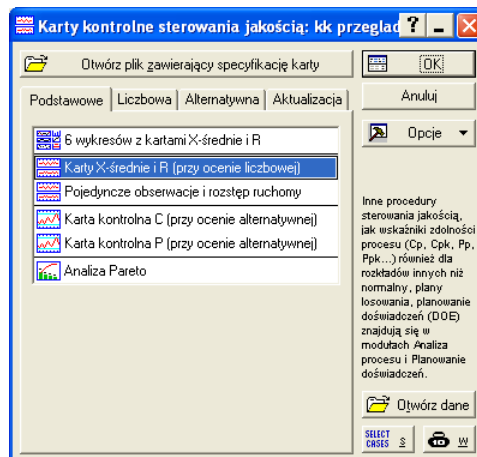 Karty kontrolne sterowania jakością: kk przeglad
Otwórz plik zawierający specyfikację karty
OK
Podstawowe Liczbowa Alternatywna Aktualizacja
Anuluj
Opcje
6 wykresów z kartami X-średnie i R
Karty X-średnie i R (przy ocenie liczbowej)
Pojedyncze obserwacje i rozstęp ruchomy
Karta kontrolna C (przy ocenie alternatywnej)
Karta kontrolna P (przy ocenie alternatywnej)
Analiza Pareto
Inne procedury
sterowania jakością,
jak wskaźniki zdolności
procesu (Cp, Cpk, Pp,
Ppk...) również dla
rozkładów innych niż
normalny, plany
losowania, planowanie
doświadczeń (DOE)
znajdują się w
modułach Analiza
procesu i Planowanie
doświadczeń.
Otwórz dane
SELECT
CASES S
W